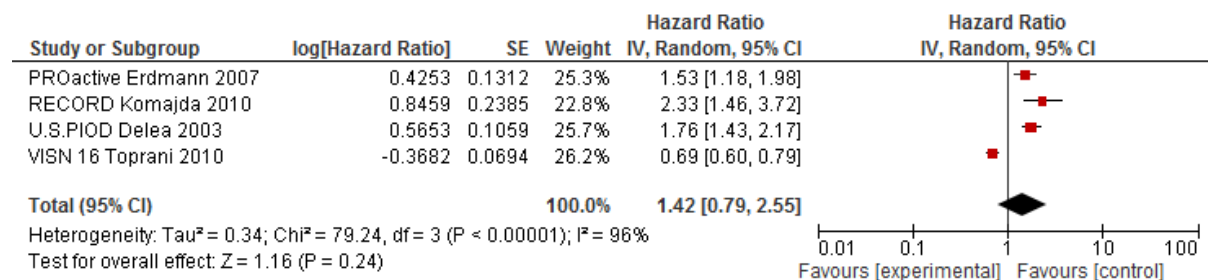 Hazard Ratio Hazard Ratio
Study or Subgroup log[Hazard Ratio] SE Weight IV, Random, 95% CI IV, Random, 95% CI
PROactive Erdmann 2007 0.4253 0.1312 25.3% 1.53 [1.18, 1.98]
RECORD Komajda 2010 0.8459 0.2385 22.8% 2.33 [1.46, 3.72]
U.S.PIOD Delea 2003 0.5653 0.1059 25.7% 1.76 [1.43, 2.17]
VISN 16 Toprani 2010 -0.3682 0.0694 26.2% 0.69 [0.60, 0.79]
Total (95% CI) 100.0% 1.42 [0.79, 2.55]
Heterogeneity: Tau² = 0.34; Chi² = 79.24, df = 3 (P < 0.00001); I² = 96%
Test for overall effect: Z = 1.16 (P = 0.24)
0.01 0.1 1 10 100
Favours [experimental] Favours [control]